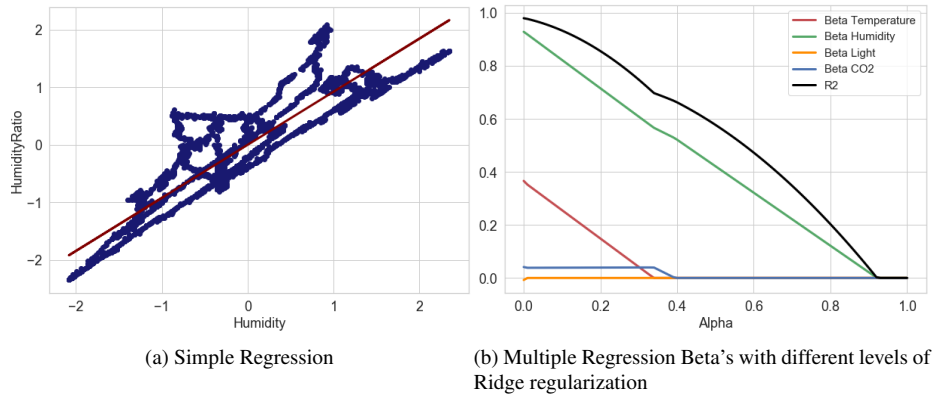 2
1
0
−1
−2
HumidityRatio
−2
−1
0
1
2
Humidity
(a) Simple Regression
1.0
0.8
0.6
0.4
0.2
0.0
Beta Temperature
Beta Humidity
Beta Light
Beta CO2
R2
0.0
0.2
0.4
0.6
0.8
1.0
Alpha
(b) Multiple Regression Beta's with different levels of
Ridge regularization